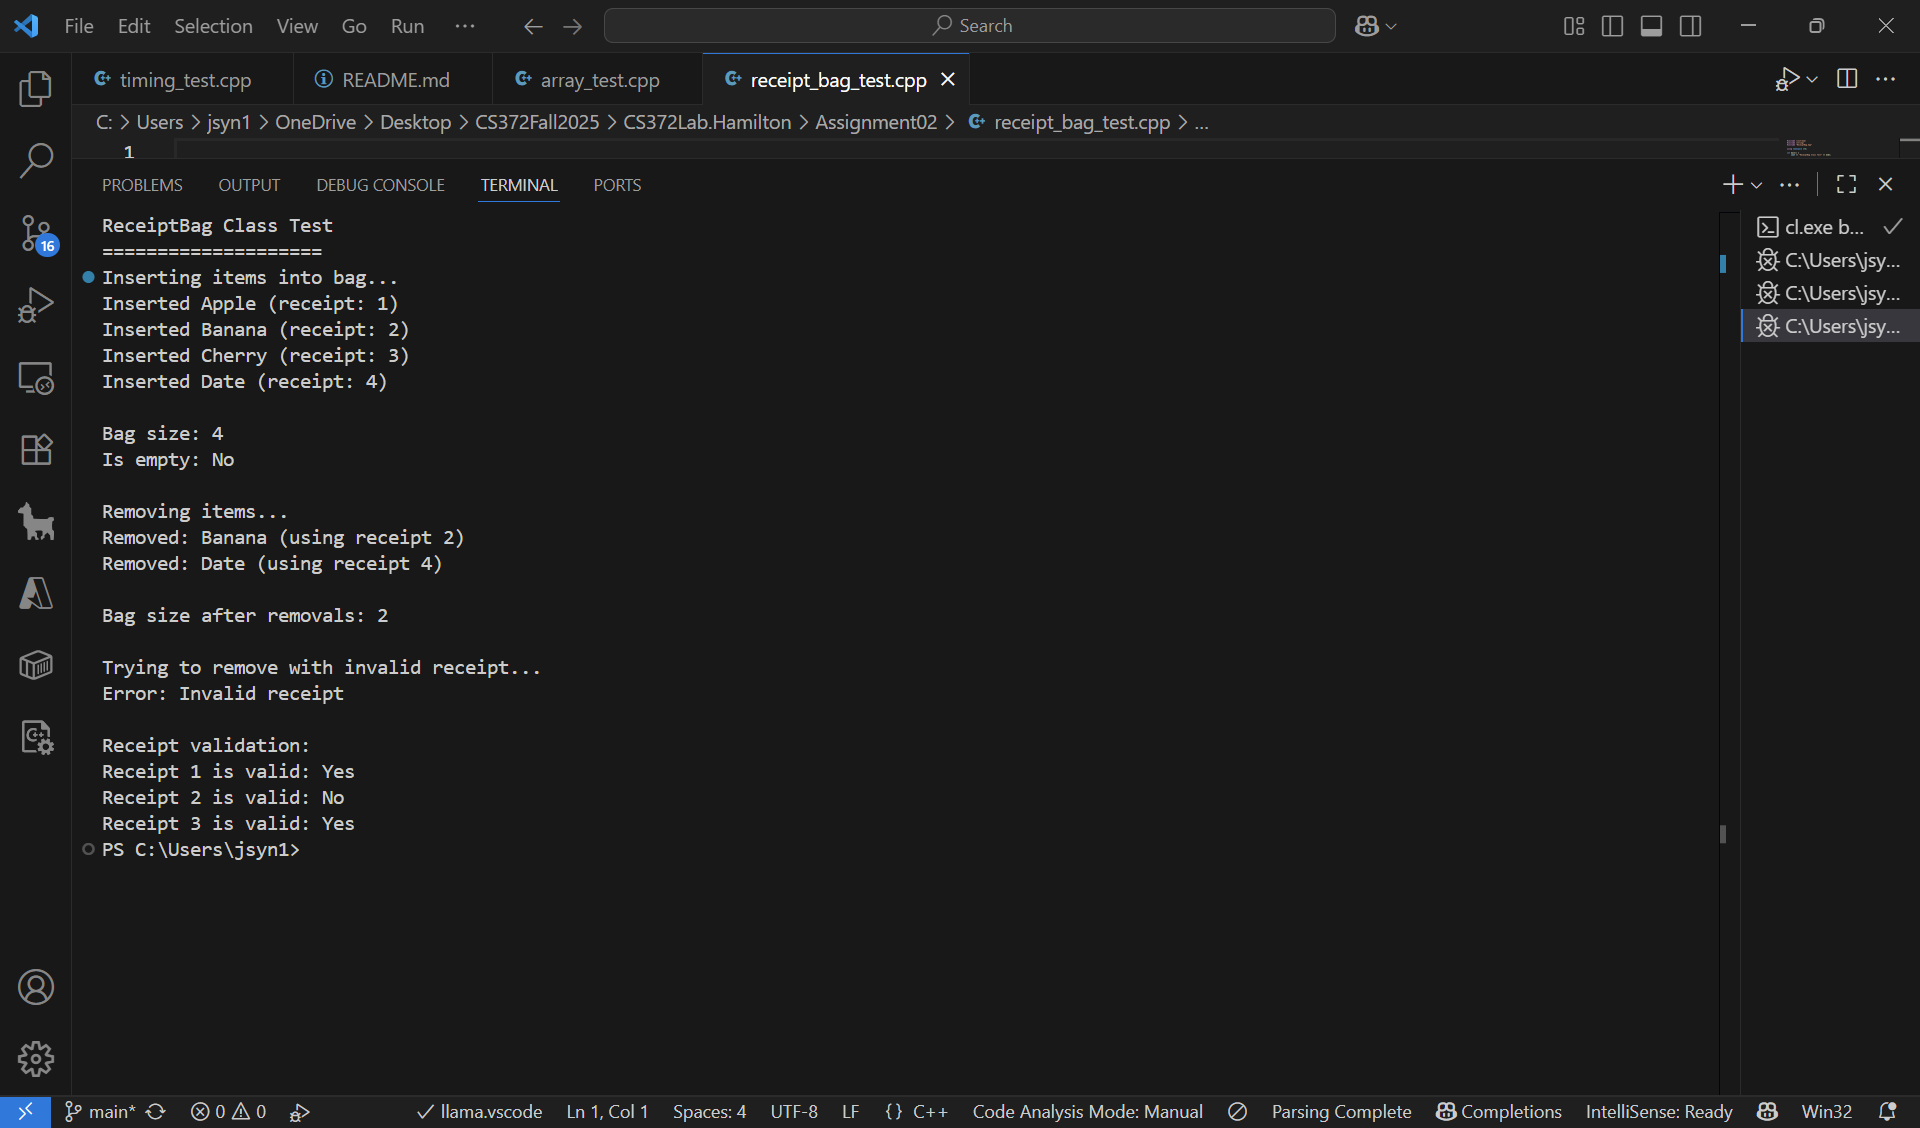 File Edit Selection View Go Run ··· Search
timing_test.cpp README.md array_test.cpp receipt_bag_test.cpp
C: > Users > jsyn1 > OneDrive > Desktop > CS372Fall2025 > CS372Lab.Hamilton > Assignment02 > receipt_bag_test.cpp > ...
1
PROBLEMS OUTPUT DEBUG CONSOLE TERMINAL PORTS
ReceiptBag Class Test
====================
Inserting items into bag...
Inserted Apple (receipt: 1)
Inserted Banana (receipt: 2)
Inserted Cherry (receipt: 3)
Inserted Date (receipt: 4)
Bag size: 4
Is empty: No
Removing items...
Removed: Banana (using receipt 2)
Removed: Date (using receipt 4)
Bag size after removals: 2
Trying to remove with invalid receipt...
Error: Invalid receipt
Receipt validation:
Receipt 1 is valid: Yes
Receipt 2 is valid: No
Receipt 3 is valid: Yes
PS C:\Users\jsyn1>
cl.exe b...
C:\Users\jsy...
C:\Users\jsy...
C:\Users\jsy...
16
main* 0 0 llama.vscode Ln 1, Col 1 Spaces: 4 UTF-8 LF {} C++ Code Analysis Mode: Manual Parsing Complete Completions IntelliSense: Ready Win32